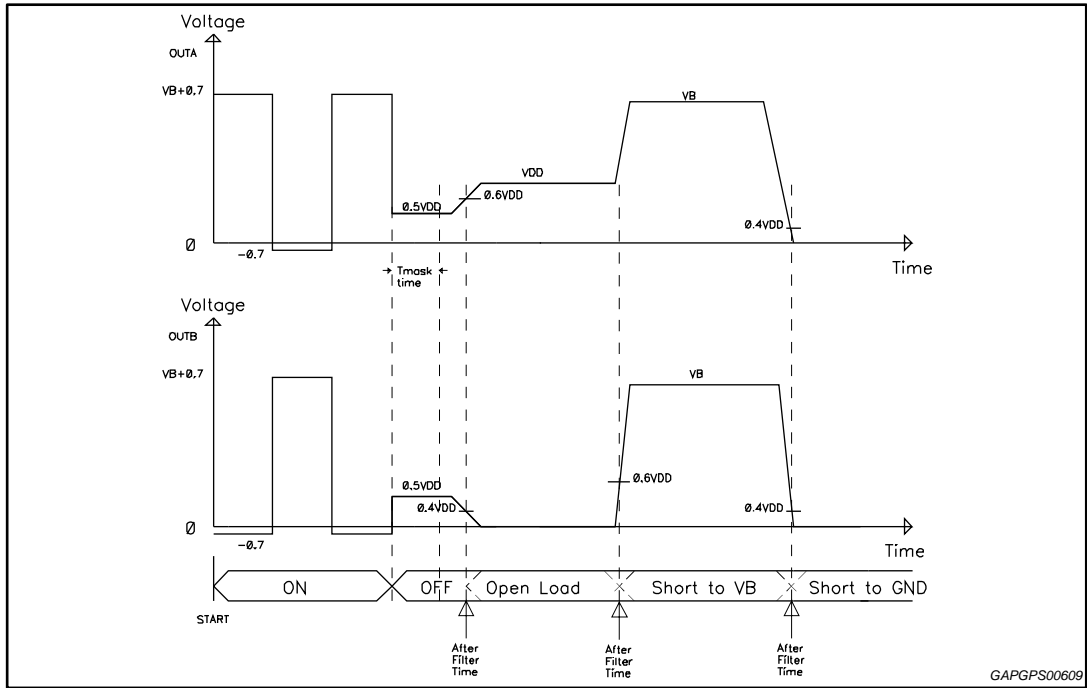 Voltage
OUTA
VB+0.7
VB
VDD
0.6VDD
0.5VDD
0.4VDD
0
-0.7
Time
Tmask
time
Voltage
OUTB
VB+0.7
VB
0.6VDD
0.5VDD
0.4VDD
0.4VDD
0
-0.7
Time
ON
OFF
Open Load
Short to VB
Short to GND
START
After
Filter
Time
After
Filter
Time
After
Filter
Time
GAPGPS00609